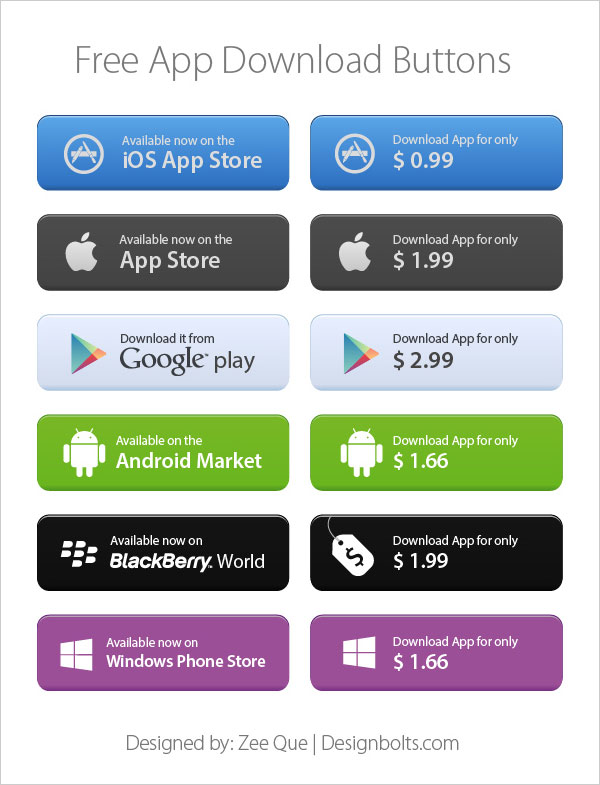 Free App Download Buttons
Available now on the
iOS App Store
Download App for only
$ 0.99
Available now on the
App Store
Download App for only
$ 1.99
Download it from
Google™ play
Download App for only
$ 2.99
Available on the
Android Market
Download App for only
$ 1.66
Available now on
BlackBerry. World
$
Download App for only
$ 1.99
Available now on
Windows Phone Store
Download App for only
$ 1.66
Designed by: Zee Que | Designbolts.com